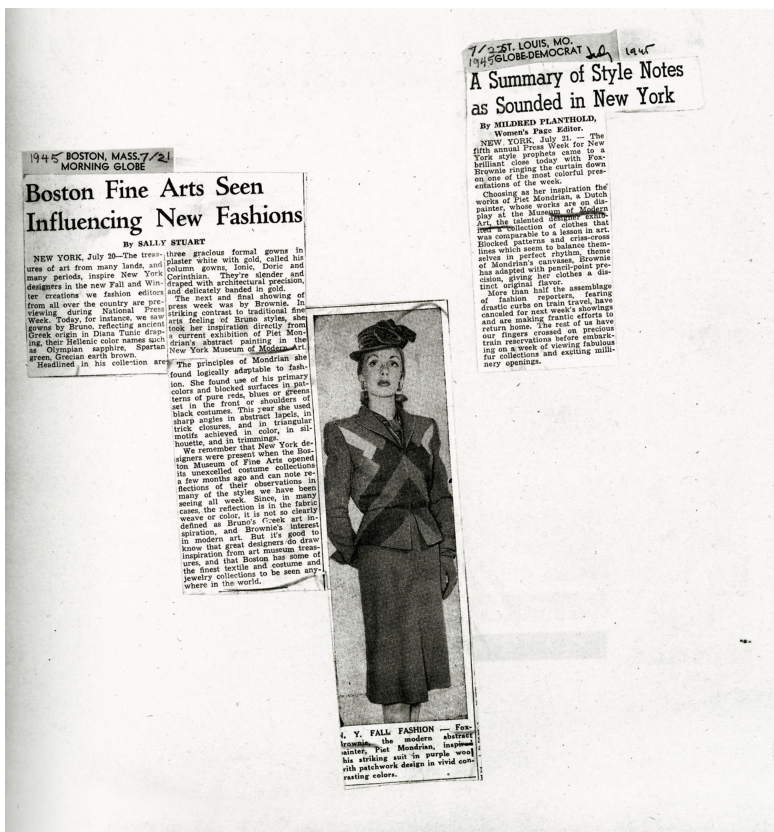 1945 BOSTON, MASS. 7/21
MORNING GLOBE
Boston Fine Arts Seen
Influencing New Fashions
By SALLY STUART
NEW YORK, July 20—The treas-
ures of art from many lands, and
many periods, inspire New York
designers in the new Fall and Win-
ter creations we fashion editors
from all over the country are pre-
viewing during National Press
Week. Today, for instance, we saw
gowns by Bruno, reflecting ancient
Greek origin in Diana Tunic drap-
ing, their Hellenic color names such
as Olympian sapphire, Spartan
green, Grecian earth brown.
Headlined in his collection are
three gracious formal gowns in
plaster white with gold, called his
column gowns, Ionic, Doric and
Corinthian. They're slender and
draped with architectural precision,
and delicately banded in gold.
The next and final showing of
press week was by Brownie. In
striking contrast to traditional fine
arts feeling of Bruno styles, she
took her inspiration directly from
a current exhibition of Piet Mon-
drian's abstract painting in the
New York Museum of Modern Art.
The principles of Mondrian she
found logically adaptable to fash-
ion. She found use of his primary
colors and blocked surfaces in pat-
terns of pure reds, blues or greens
set in the front or shoulders of
black costumes. This year she used
sharp angles in abstract lapels, in
trick closures, and in triangular
motifs achieved in color, in sil-
houette, and in trimmings.
We remember that New York de-
signers were present when the Bos-
ton Museum of Fine Arts opened
its unexcelled costume collections
a few months ago and can note re-
flections of their observations in
many of the styles we have been
seeing all week. Since, in many
cases, the reflection is in the fabric
weave or color, it is not so clearly
defined as Bruno's Greek art in-
spiration, and Brownie's interest
in modern art. But it's good to
know that great designers do draw
inspiration from art museum treas-
ures, and that Boston has some of
the finest textile and costume and
jewelry collections to be seen any-
where in the world.
N. Y. FALL FASHION — Fox-
Brownie, the modern abstract
painter, Piet Mondrian, inspired
his striking suit in purple wool
with patchwork design in vivid con-
rasting colors.
7/22 ST. LOUIS, MO.
1945 GLOBE-DEMOCRAT July 1945
A Summary of Style Notes
as Sounded in New York
By MILDRED PLANTHOLD,
Women's Page Editor.
NEW YORK, July 21. — The
fifth annual Press Week for New
York style prophets came to a
brilliant close today with Fox-
Brownie ringing the curtain down
on one of the most colorful pres-
entations of the week.
Choosing as her inspiration the
works of Piet Mondrian, a Dutch
painter, whose works are on dis-
play at the Museum of Modern
Art, the talented designer exhib-
ited a collection of clothes that
was comparable to a lesson in art.
Blocked patterns and criss-cross
lines which seem to balance them-
selves in perfect rhythm, theme
of Mondrian's canvases, Brownie
has adapted with pencil-point pre-
cision, giving her clothes a dis-
tinct original flavor.
More than half the assemblage
of fashion reporters, fearing
drastic curbs on train travel, have
canceled for next week's showings
and are making frantic efforts to
return home. The rest of us have
our fingers crossed on precious
train reservations before embark-
ing on a week of viewing fabulous
fur collections and exciting milli-
nery openings.